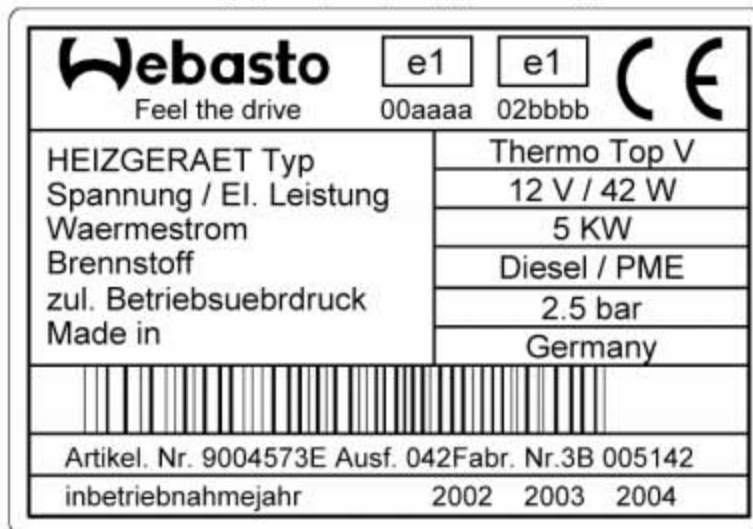 Webasto e1 e1 CE
Feel the drive 00aaaa 02bbbb
HEIZGERAET Typ Thermo Top V
Spannung / El. Leistung 12 V / 42 W
Waermestrom 5 KW
Brennstoff Diesel / PME
zul. Betriebsuebrdruck 2.5 bar
Made in Germany
Artikel. Nr. 9004573E Ausf. 042Fabr. Nr.3B 005142
inbetriebnahmejahr 2002 2003 2004